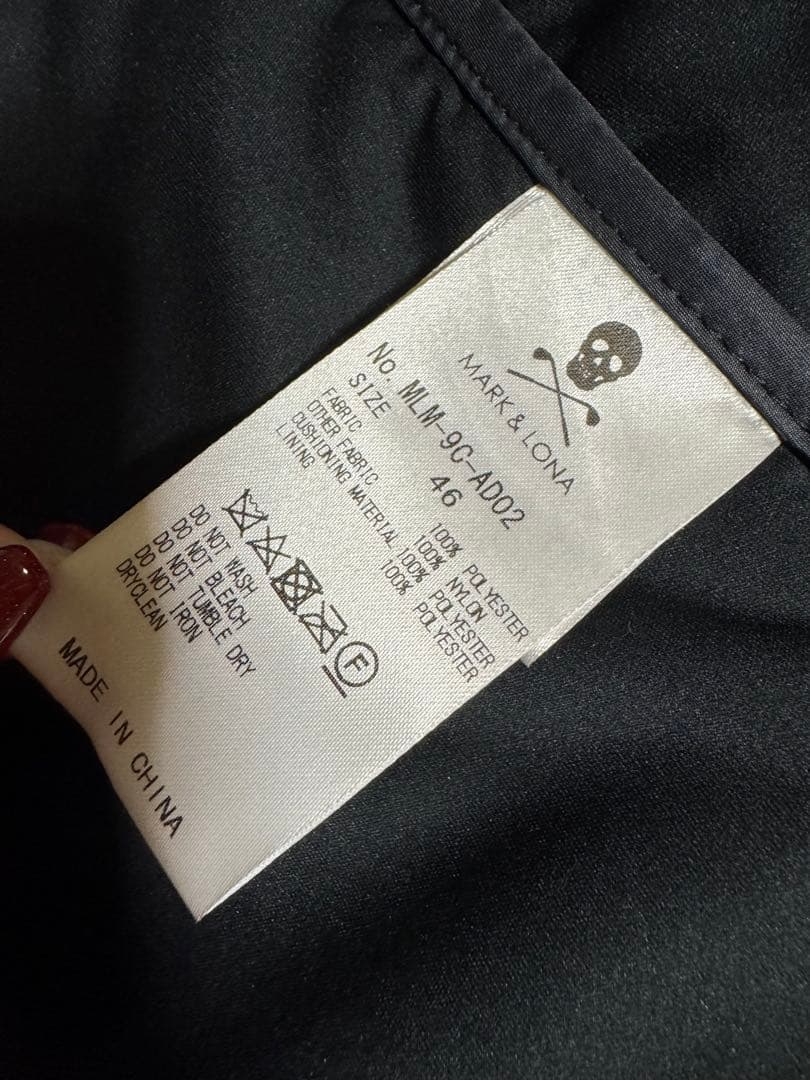 MARK & LONA
No. MLM-9C-AD02
SIZE 46
FABRIC 100% POLYESTER
OTHER FABRIC 100% NYLON
CUSHIONING MATERIAL 100% POLYESTER
LINING 100% POLYESTER
F
DO NOT WASH
DO NOT BLEACH
DO NOT TUMBLE DRY
DO NOT IRON
DRYCLEAN
MADE IN CHINA